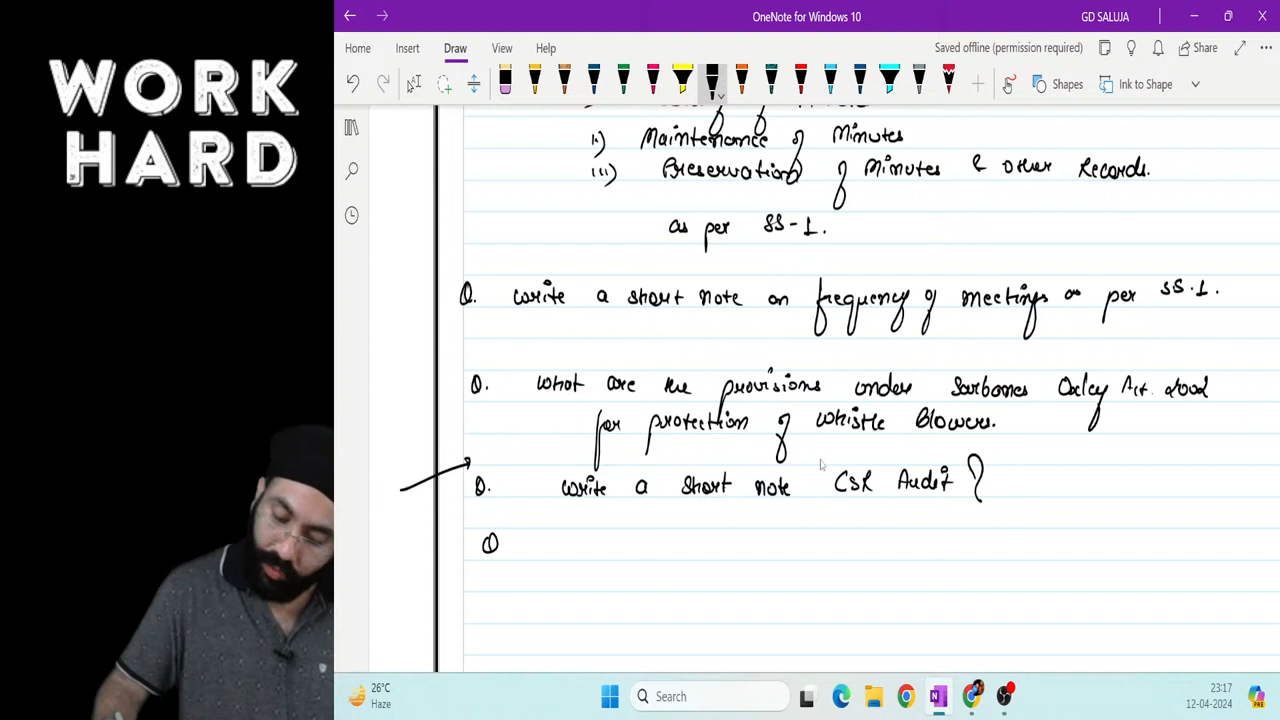 WORK
HARD
OneNote for Windows 10
GD SALUJA
Home Insert Draw View Help
Saved offline (permission required)
Share
Shapes
Ink to Share
ii) Maintenance of Minutes
iii) Preservation of Minutes & other Records.
as per SS-1.
Q. Write a short note on frequency of meetings as per SS-1.
Q. What are the provisions under Sarbanes Oxley Act. 2002
for protection of Whistle Blowers.
Q. Write a short note CSR Audit ?
Q
26°C
Haze
Search
23:17
12-04-2024
PRE